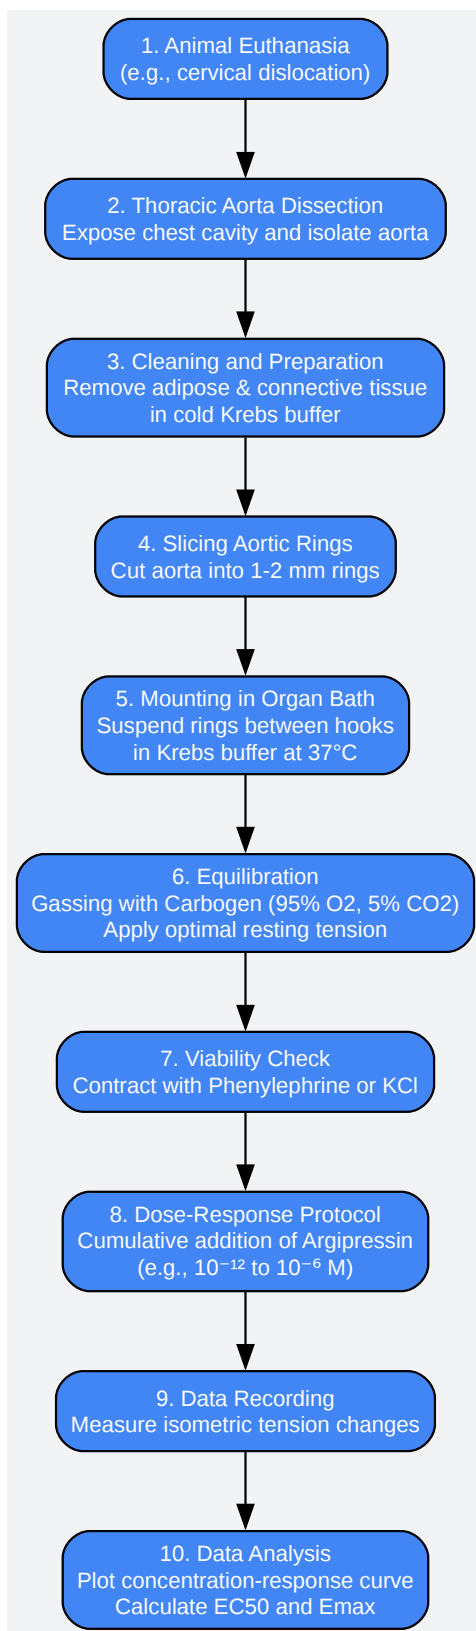 1. Animal Euthanasia
(e.g., cervical dislocation)
2. Thoracic Aorta Dissection
Expose chest cavity and isolate aorta
3. Cleaning and Preparation
Remove adipose & connective tissue
in cold Krebs buffer
4. Slicing Aortic Rings
Cut aorta into 1-2 mm rings
5. Mounting in Organ Bath
Suspend rings between hooks
in Krebs buffer at 37°C
6. Equilibration
Gassing with Carbogen (95% O2, 5% CO2)
Apply optimal resting tension
7. Viability Check
Contract with Phenylephrine or KCl
8. Dose-Response Protocol
Cumulative addition of Argipressin
(e.g., 10⁻¹² to 10⁻⁶ M)
9. Data Recording
Measure isometric tension changes
10. Data Analysis
Plot concentration-response curve
Calculate EC50 and Emax